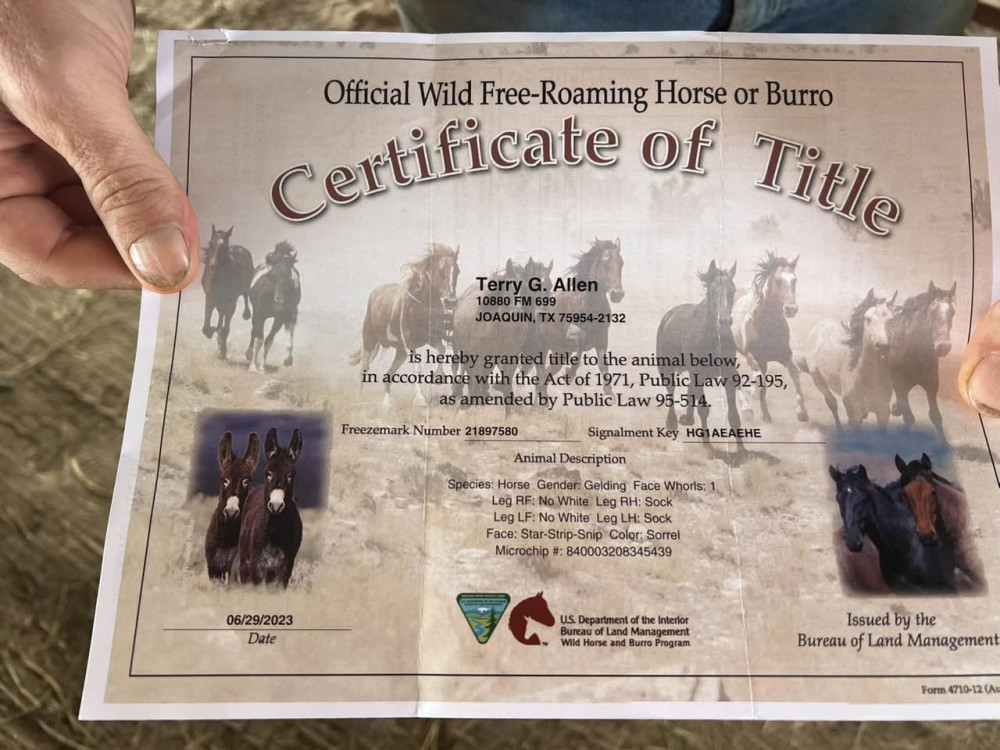 Official Wild Free-Roaming Horse or Burro
Certificate of Title
Terry G. Allen
10880 FM 699
JOAQUIN, TX 75954-2132
is hereby granted title to the animal below,
in accordance with the Act of 1971, Public Law 92-195,
as amended by Public Law 95-514.
Freezemark Number 21897580 Signalment Key HG1AEAEHE
Animal Description
Species: Horse Gender: Gelding Face Whorls: 1
Leg RF: No White Leg RH: Sock
Leg LF: No White Leg LH: Sock
Face: Star-Strip-Snip Color: Sorrel
Microchip #: 840003208345439
06/29/2023
Date
U.S. Department of the Interior
Bureau of Land Management
Wild Horse and Burro Program
Issued by the
Bureau of Land Management
Form 4710-12 (Au